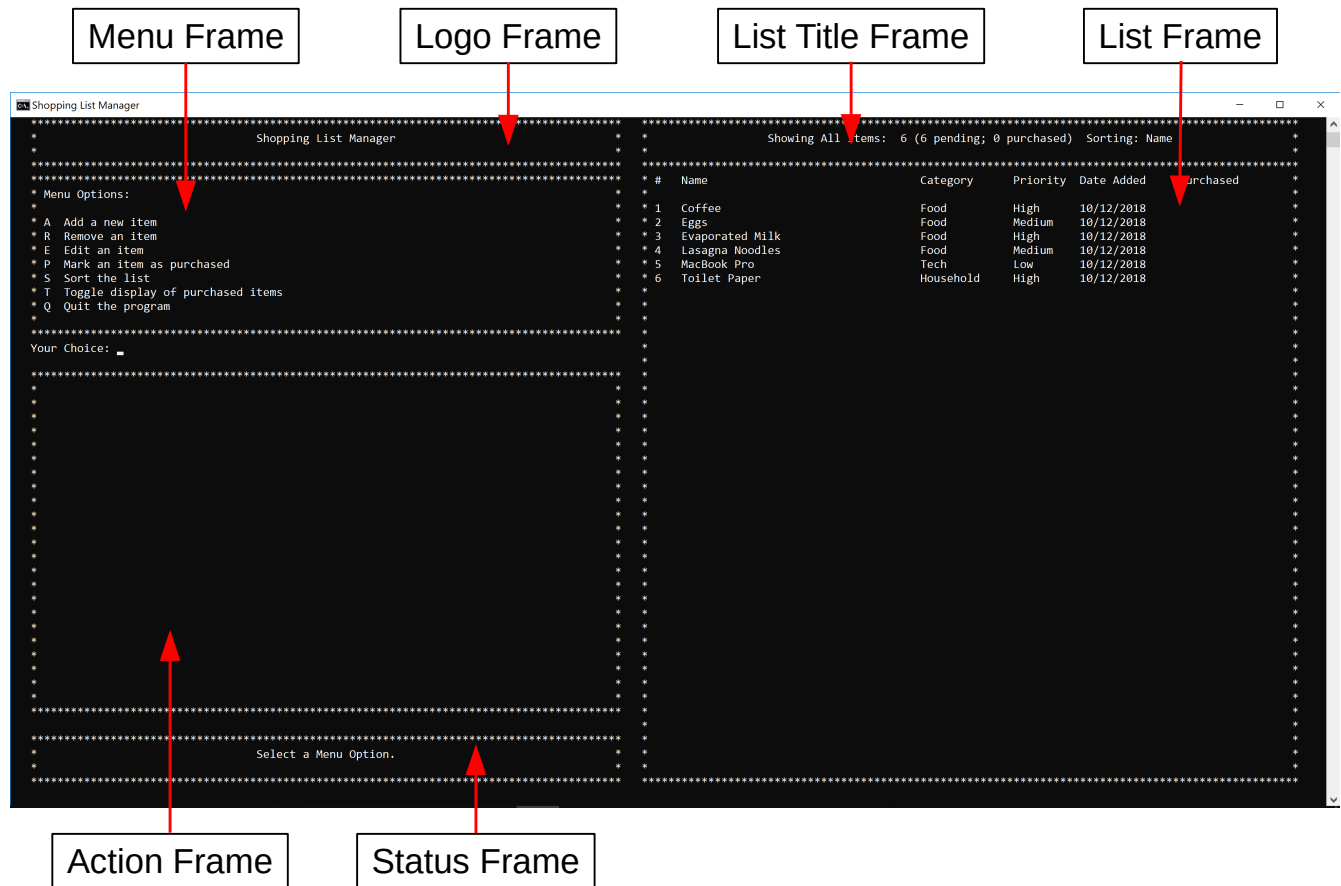 Menu Frame
Logo Frame
List Title Frame
List Frame
Shopping List Manager
Shopping List Manager
Menu Options:
A Add a new item
R Remove an item
E Edit an item
P Mark an item as purchased
S Sort the list
T Toggle display of purchased items
Q Quit the program
Your Choice:
Select a Menu Option.
Showing All Items: 6 (6 pending; 0 purchased) Sorting: Name
# Name Category Priority Date Added Purchased
1 Coffee Food High 10/12/2018
2 Eggs Food Medium 10/12/2018
3 Evaporated Milk Food High 10/12/2018
4 Lasagna Noodles Food Medium 10/12/2018
5 MacBook Pro Tech Low 10/12/2018
6 Toilet Paper Household High 10/12/2018
Action Frame
Status Frame